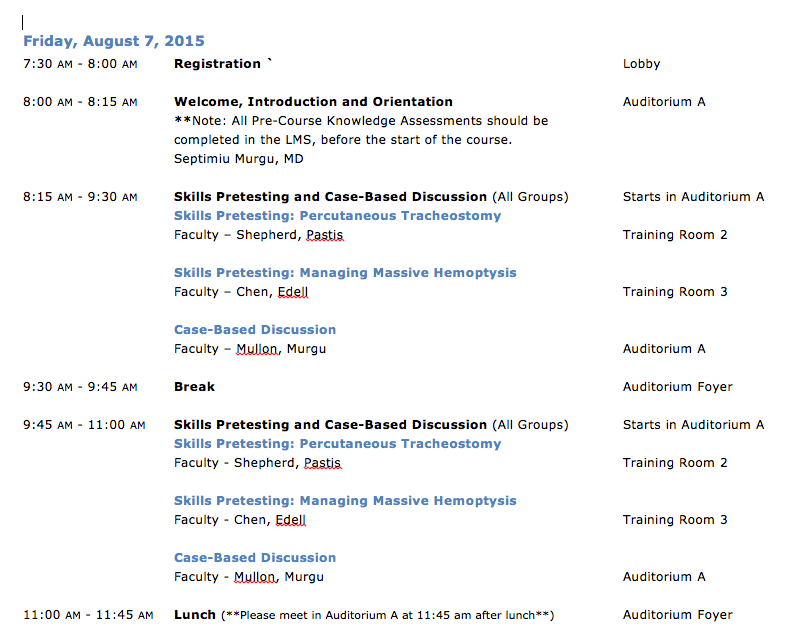 Friday, August 7, 2015
7:30 AM - 8:00 AM Registration ` Lobby
8:00 AM - 8:15 AM Welcome, Introduction and Orientation Auditorium A
**Note: All Pre-Course Knowledge Assessments should be
completed in the LMS, before the start of the course.
Septimiu Murgu, MD
8:15 AM - 9:30 AM Skills Pretesting and Case-Based Discussion (All Groups) Starts in Auditorium A
Skills Pretesting: Percutaneous Tracheostomy
Faculty – Shepherd, Pastis Training Room 2
Skills Pretesting: Managing Massive Hemoptysis
Faculty – Chen, Edell Training Room 3
Case-Based Discussion
Faculty – Mullon, Murgu Auditorium A
9:30 AM - 9:45 AM Break Auditorium Foyer
9:45 AM - 11:00 AM Skills Pretesting and Case-Based Discussion (All Groups) Starts in Auditorium A
Skills Pretesting: Percutaneous Tracheostomy
Faculty - Shepherd, Pastis Training Room 2
Skills Pretesting: Managing Massive Hemoptysis
Faculty - Chen, Edell Training Room 3
Case-Based Discussion
Faculty - Mullon, Murgu Auditorium A
11:00 AM - 11:45 AM Lunch (**Please meet in Auditorium A at 11:45 am after lunch**) Auditorium Foyer